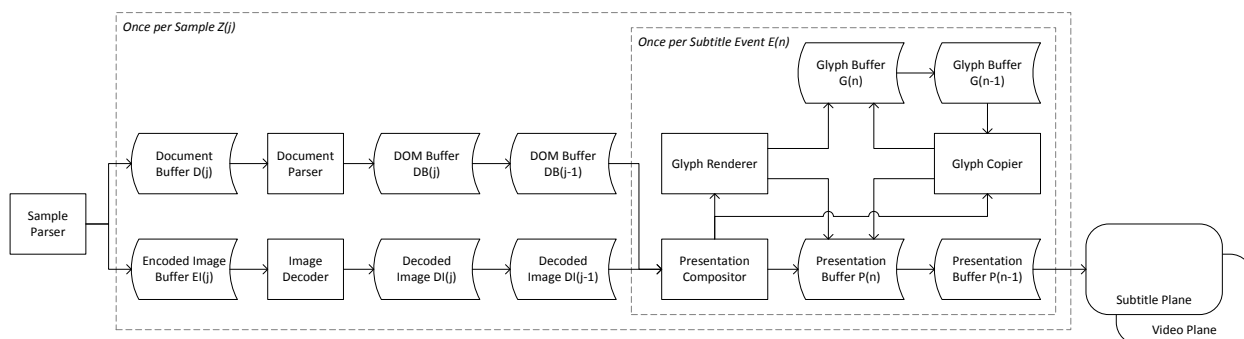 Once per Sample Z(j)
Once per Subtitle Event E(n)
Glyph Buffer
G(n)
Glyph Buffer
G(n-1)
Document
Buffer D(j)
Document
Parser
DOM Buffer
DB(j)
DOM Buffer
DB(j-1)
Glyph Renderer
Glyph Copier
Sample
Parser
Encoded Image
Buffer EI(j)
Image
Decoder
Decoded
Image DI(j)
Decoded
Image DI(j-1)
Presentation
Compositor
Presentation
Buffer P(n)
Presentation
Buffer P(n-1)
Subtitle Plane
Video Plane